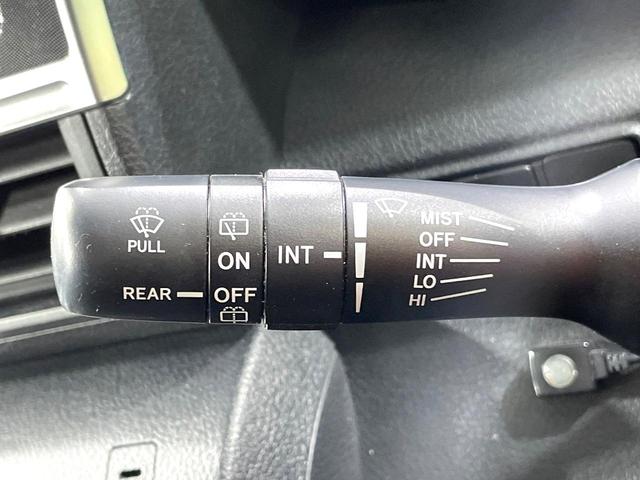 PULL
REAR
ON
OFF
INT
MIST
OFF
INT
LO
HI